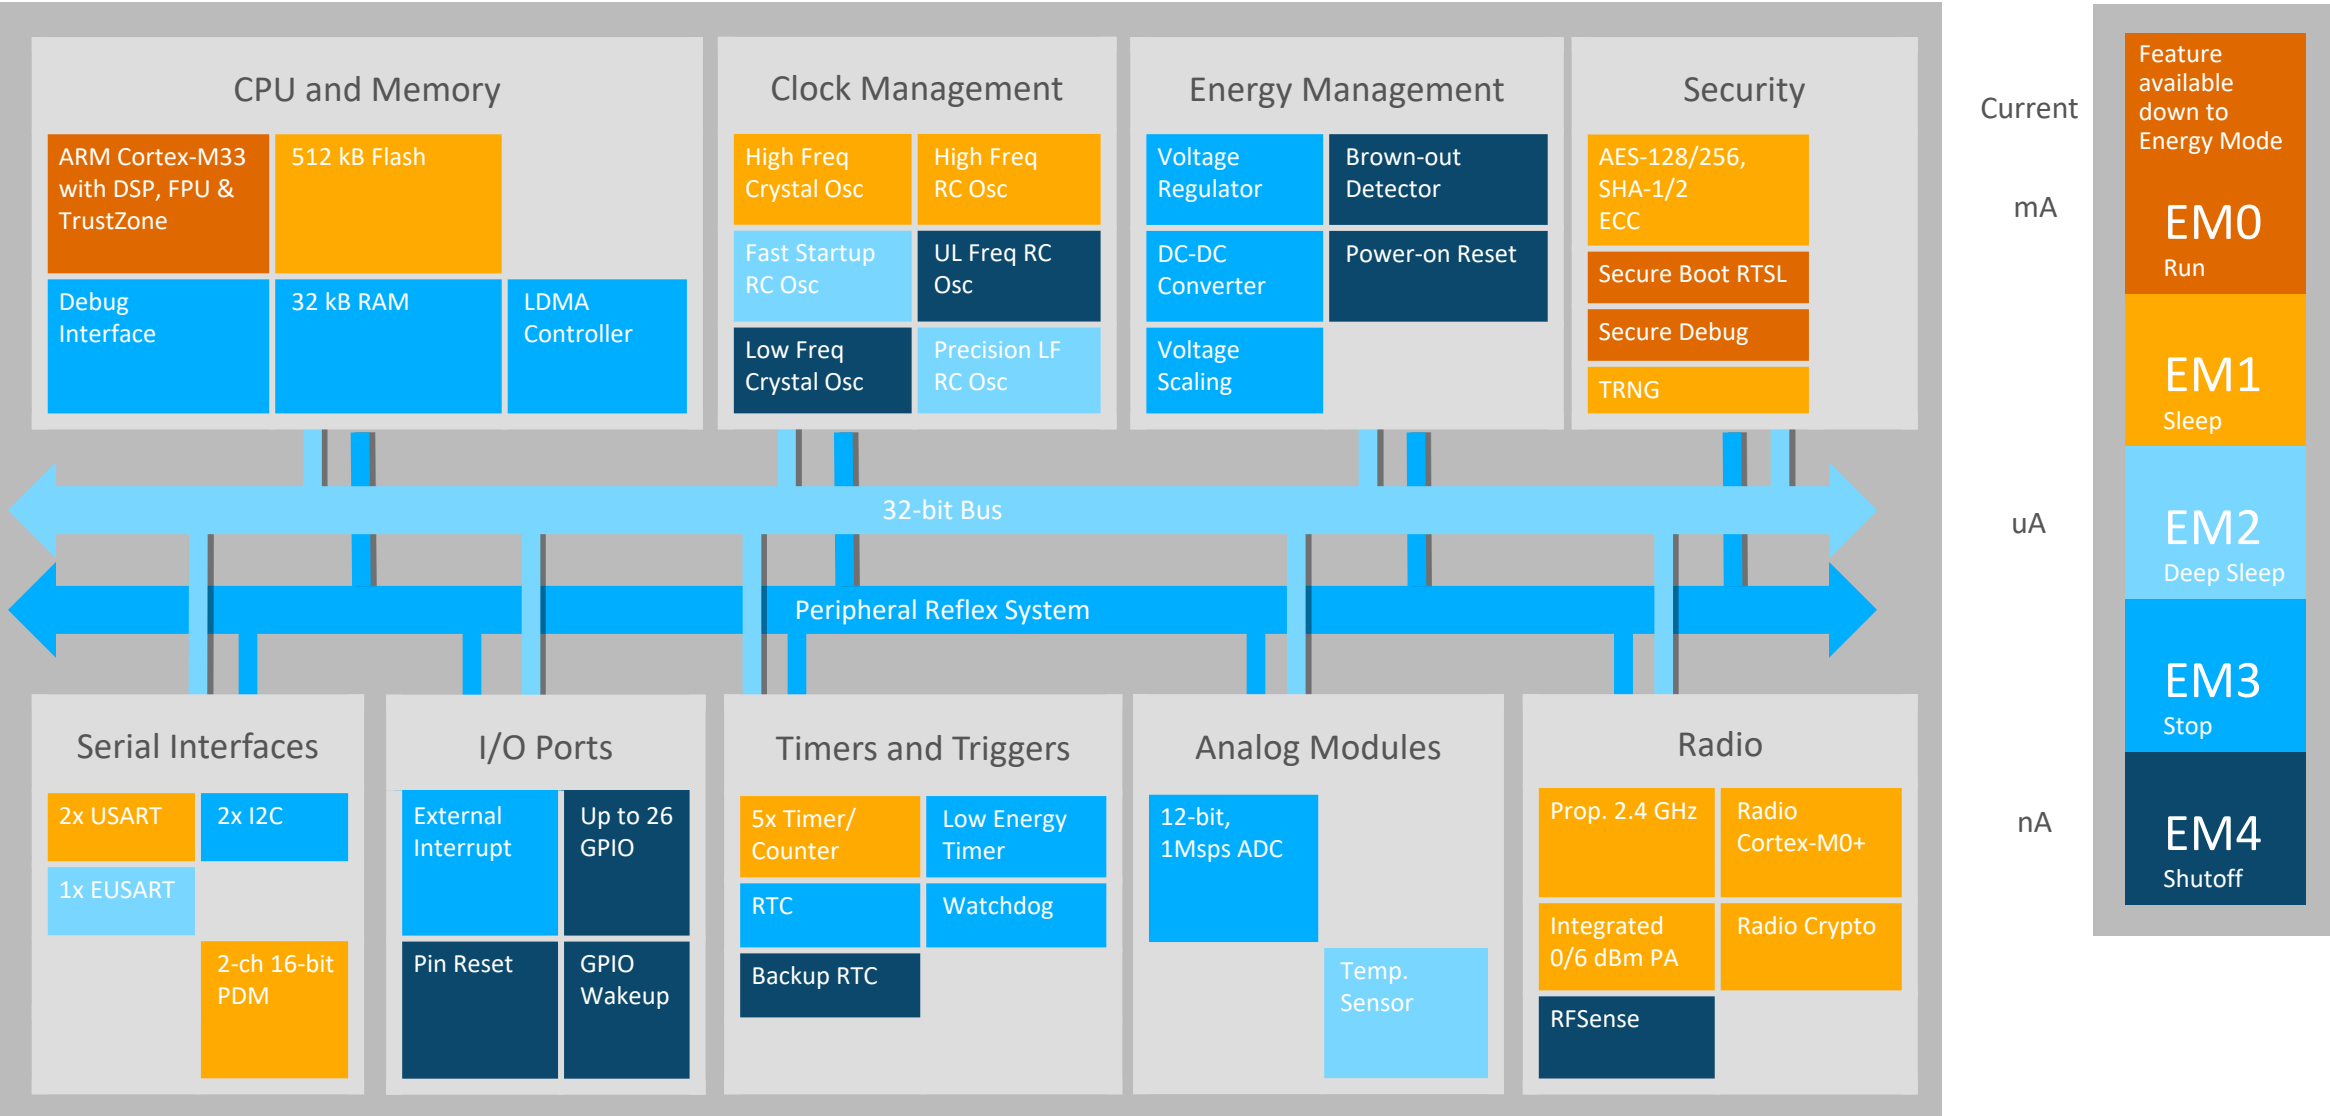 CPU and Memory
ARM Cortex-M33
with DSP, FPU &
TrustZone
512 kB Flash
Debug
Interface
32 kB RAM
LDMA
Controller
Clock Management
High Freq
Crystal Osc
High Freq
RC Osc
Fast Startup
RC Osc
UL Freq RC
Osc
Low Freq
Crystal Osc
Precision LF
RC Osc
Energy Management
Voltage
Regulator
Brown-out
Detector
DC-DC
Converter
Power-on Reset
Voltage
Scaling
Security
AES-128/256,
SHA-1/2
ECC
Secure Boot RTSL
Secure Debug
TRNG
32-bit Bus
Peripheral Reflex System
Serial Interfaces
2x USART
2x I2C
1x EUSART
2-ch 16-bit
PDM
I/O Ports
External
Interrupt
Up to 26
GPIO
Pin Reset
GPIO
Wakeup
Timers and Triggers
5x Timer/
Counter
Low Energy
Timer
RTC
Watchdog
Backup RTC
Analog Modules
12-bit,
1Msps ADC
Temp.
Sensor
Radio
Prop. 2.4 GHz
Radio
Cortex-M0+
Integrated
0/6 dBm PA
Radio Crypto
RFSense
Current
mA
uA
nA
Feature
available
down to
Energy Mode
EM0
Run
EM1
Sleep
EM2
Deep Sleep
EM3
Stop
EM4
Shutoff